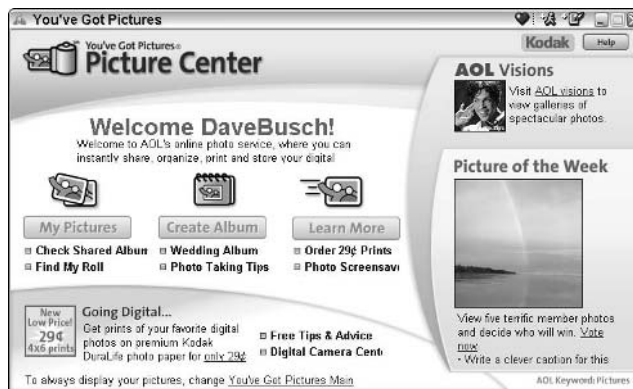 You've Got Pictures
Kodak
Help
You've Got Pictures®
Picture Center
Welcome DaveBusch!
Welcome to AOL's online photo service, where you can
instantly share, organize, print and store your digital
My Pictures
Check Shared Album
Find My Roll
Create Album
Wedding Album
Photo Taking Tips
Learn More
Order 29¢ Prints
Photo Screensav
New
Low Price!
29¢
4x6 prints
Going Digital...
Get prints of your favorite digital
photos on premium Kodak
DuraLife photo paper for only 29¢
Free Tips & Advice
Digital Camera Cent
To always display your pictures, change You've Got Pictures Main
AOL Visions
Visit AOL visions to
view galleries of
spectacular photos.
Picture of the Week
View five terrific member photos
and decide who will win. Vote
now
· Write a clever caption for this
AOL Keyword: Pictures